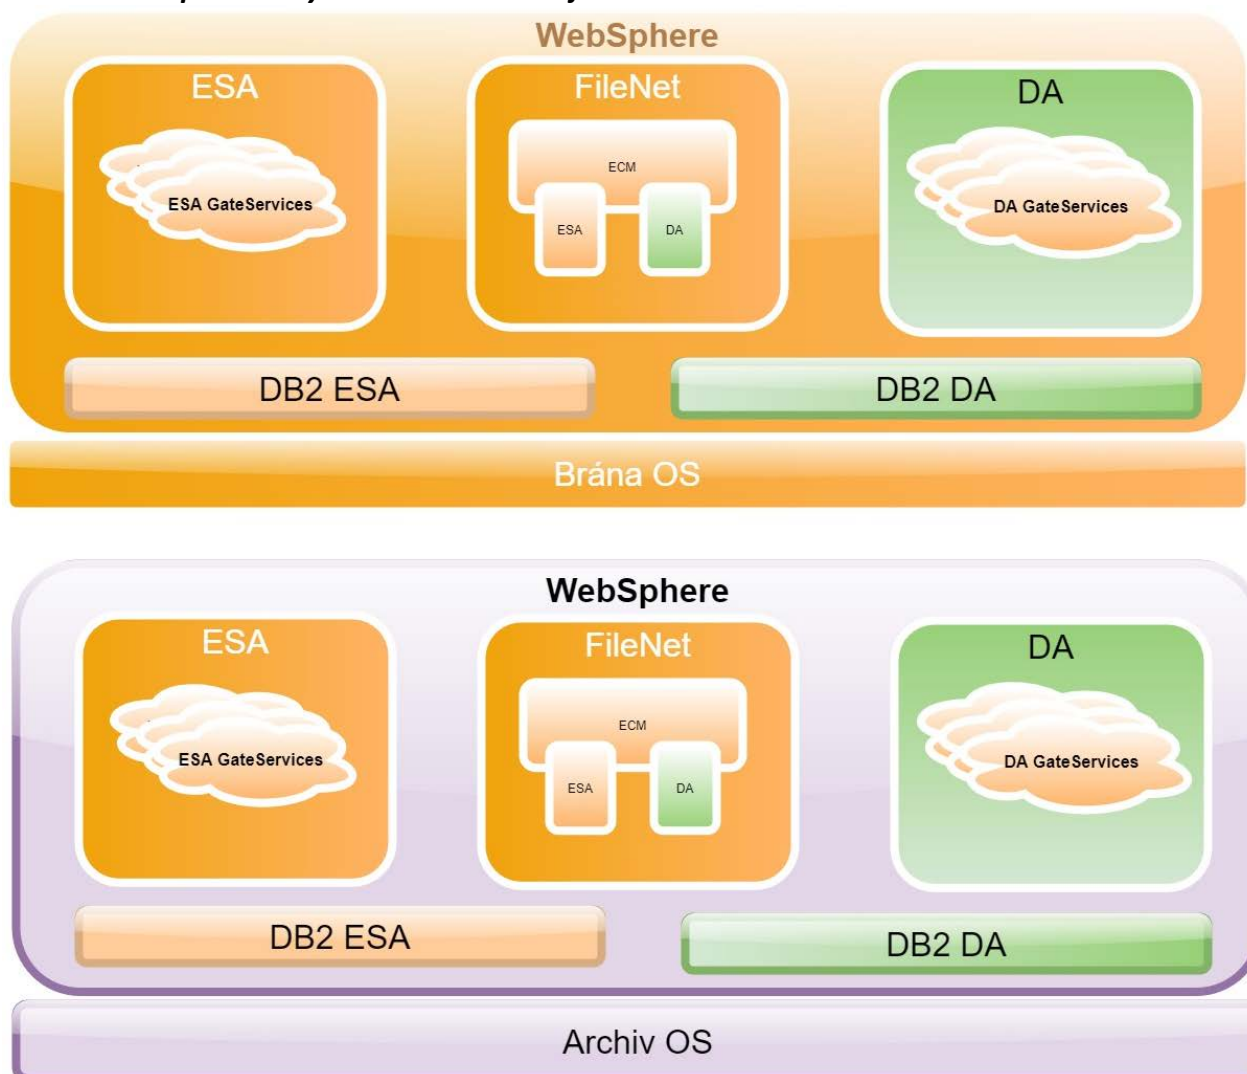 WebSphere
ESA
FileNet
DA
ECM
ESA GateServices
DA GateServices
ESA
DA
DB2 ESA
DB2 DA
Brána OS
WebSphere
ESA
FileNet
DA
ECM
ESA GateServices
DA GateServices
ESA
DA
DB2 ESA
DB2 DA
Archiv OS